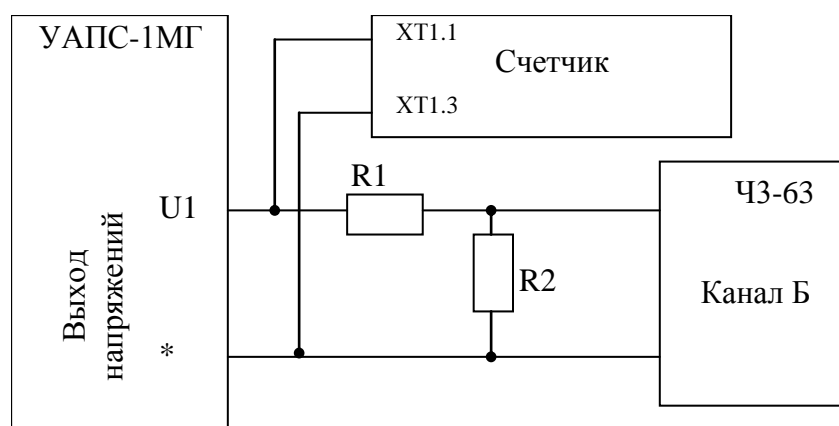 УАПС-1МГ
XT1.1
Счетчик
XT1.3
R1
Ч3-63
U1
R2
Канал Б
Выход
напряжений
*